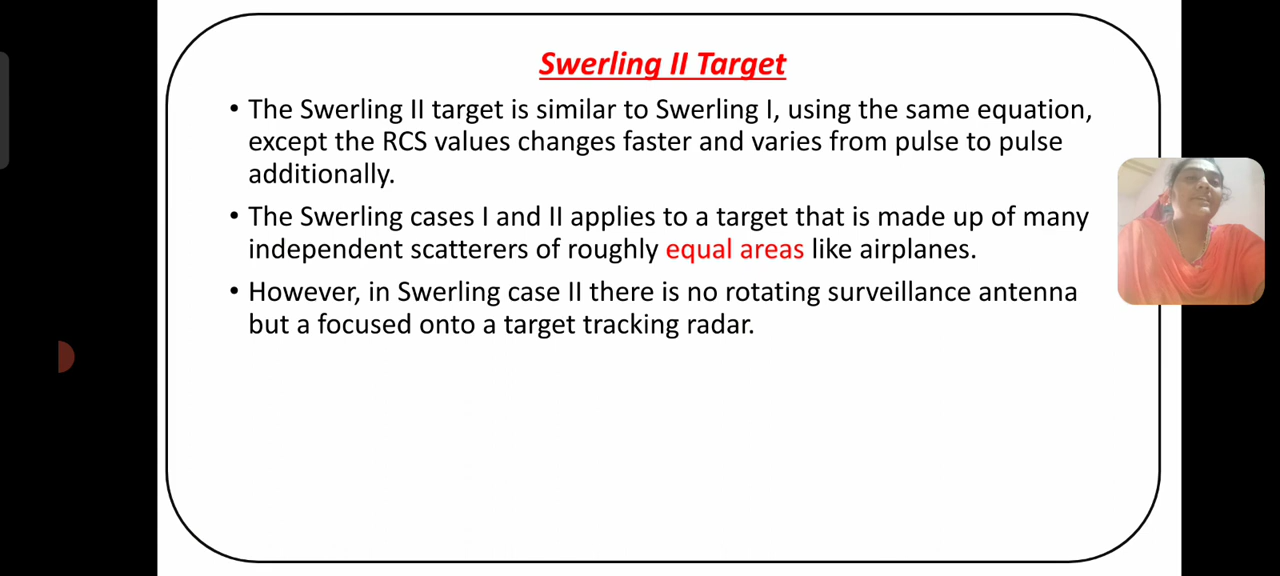 Swerling II Target
• The Swerling II target is similar to Swerling I, using the same equation,
except the RCS values changes faster and varies from pulse to pulse
additionally.
• The Swerling cases I and II applies to a target that is made up of many
independent scatterers of roughly equal areas like airplanes.
• However, in Swerling case II there is no rotating surveillance antenna
but a focused onto a target tracking radar.